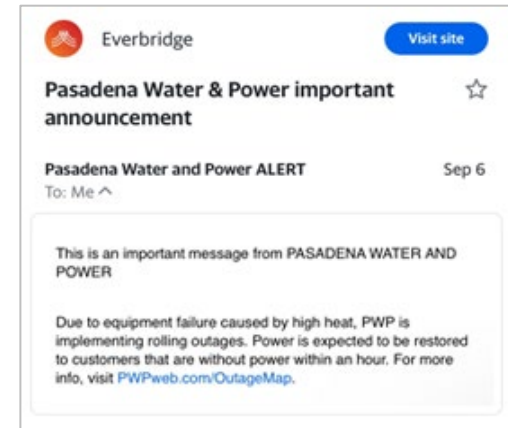 Everbridge
Visit site
Pasadena Water & Power important
announcement
Pasadena Water and Power ALERT
Sep 6
To: Me
This is an important message from PASADENA WATER AND
POWER
Due to equipment failure caused by high heat, PWP is
implementing rolling outages. Power is expected to be restored
to customers that are without power within an hour. For more
info, visit PWPweb.com/OutageMap.